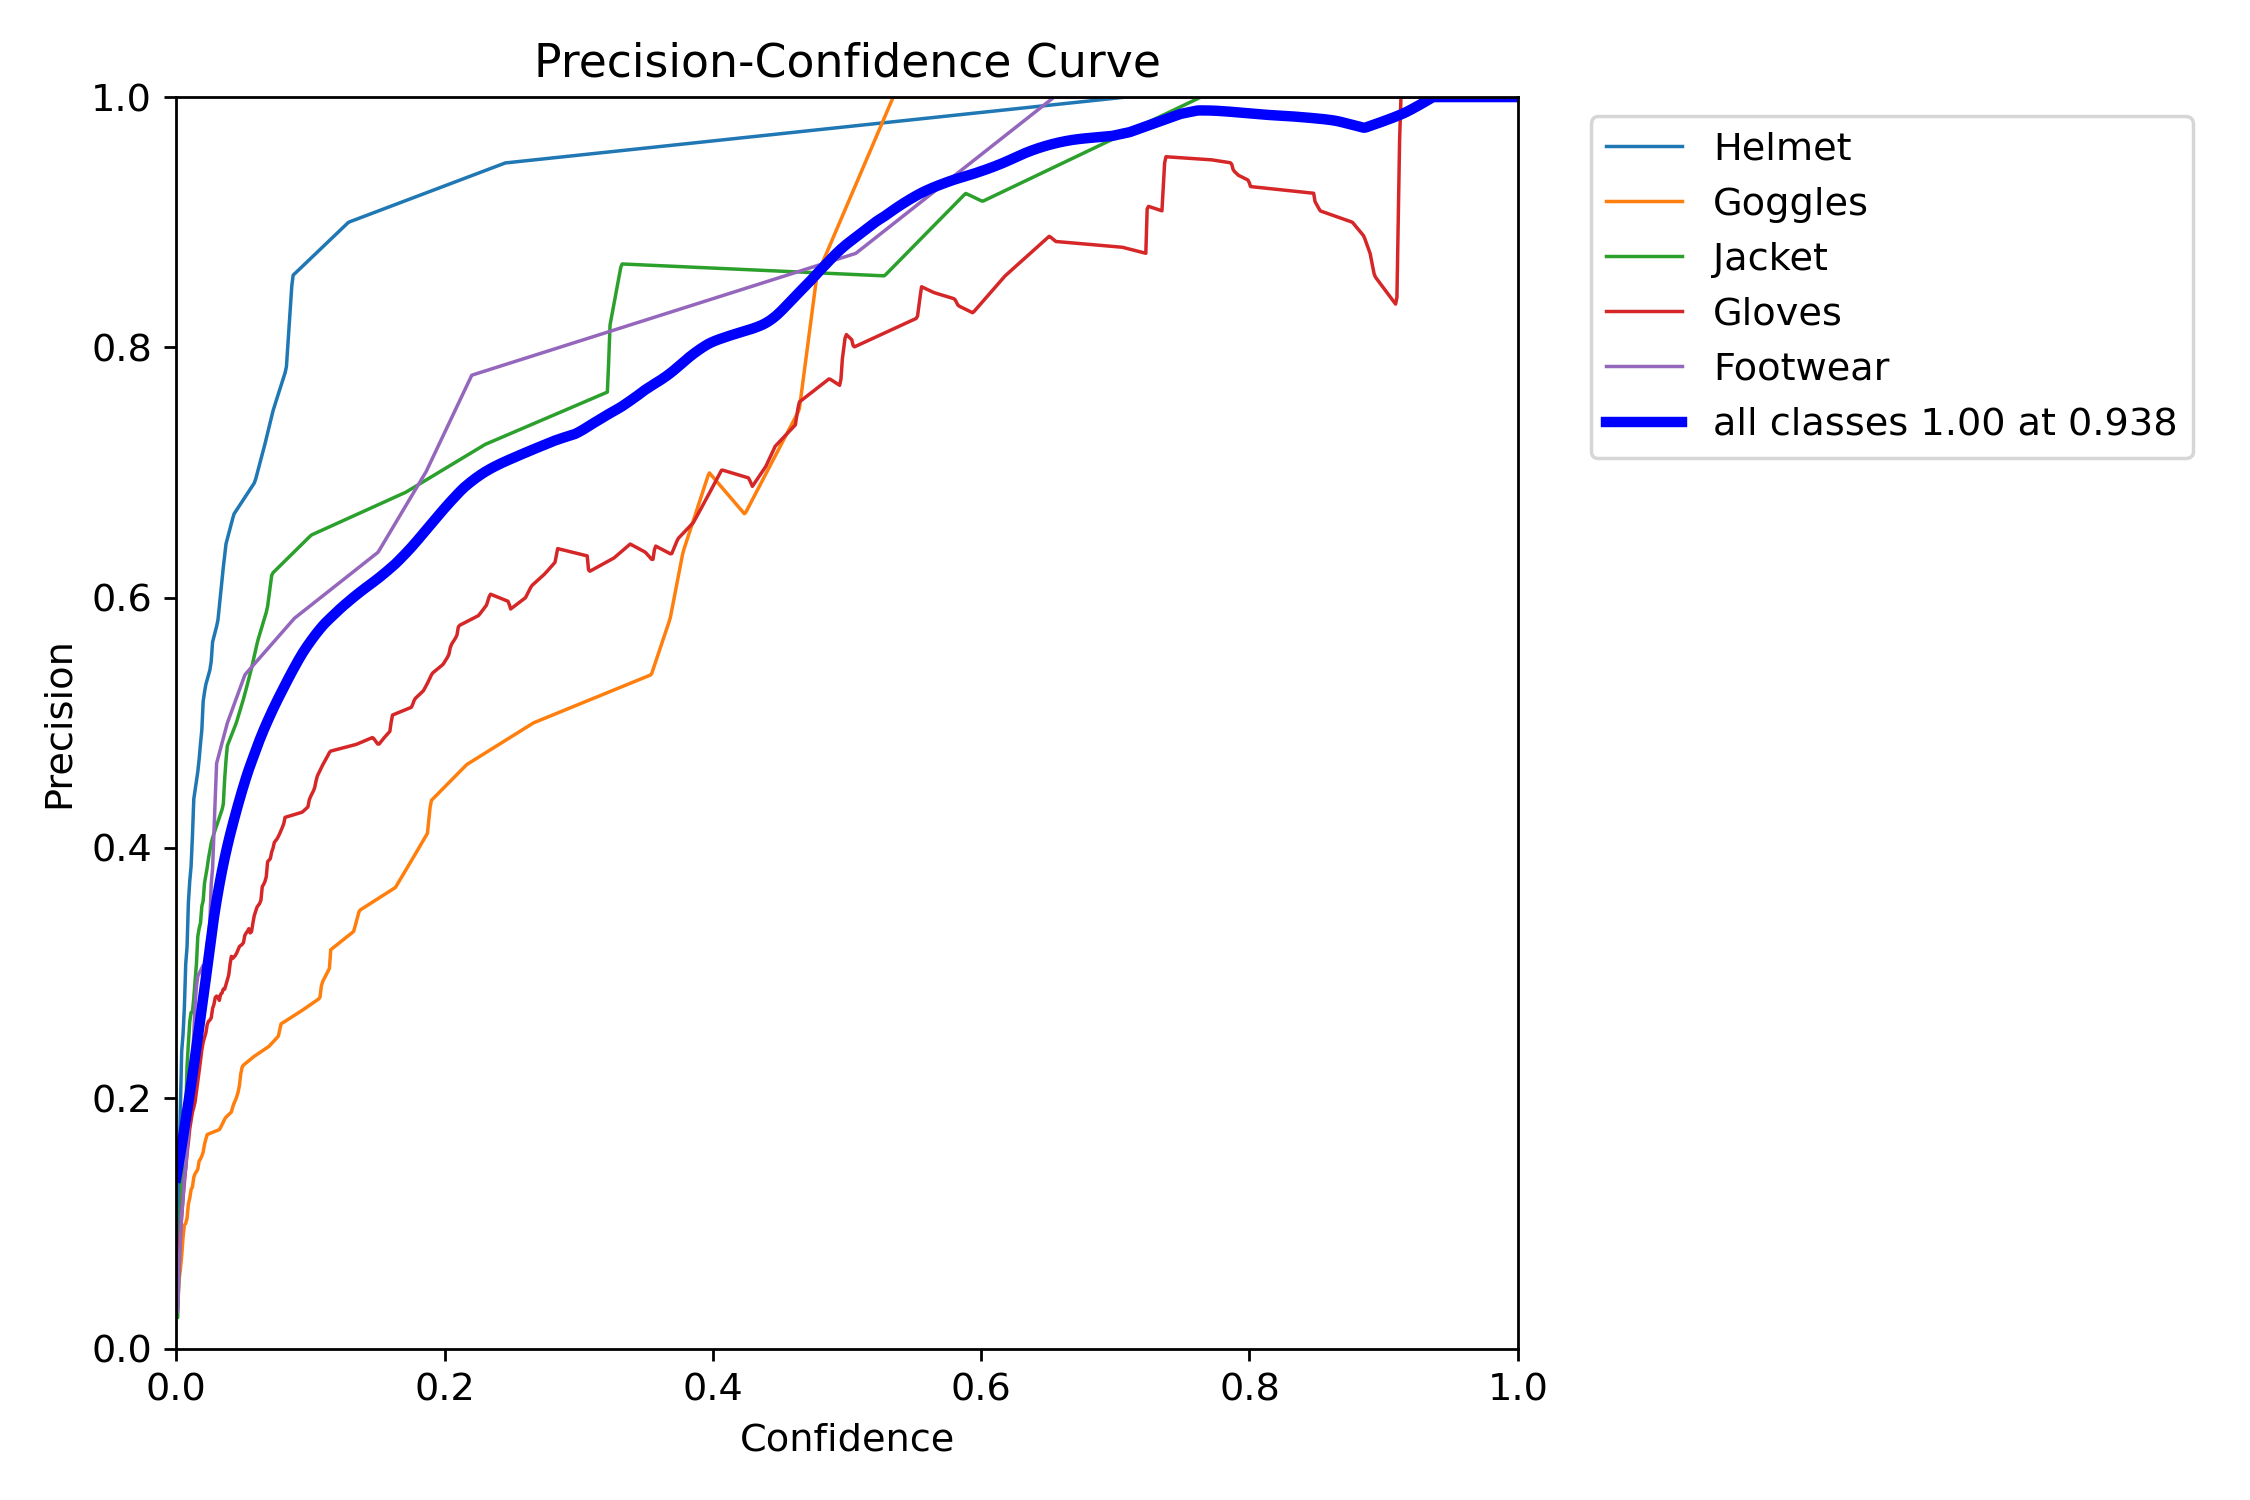 Precision-Confidence Curve
1.0
0.8
0.6
0.4
0.2
0.0
Precision
0.0 0.2 0.4 0.6 0.8 1.0
Confidence
Helmet
Goggles
Jacket
Gloves
Footwear
all classes 1.00 at 0.938